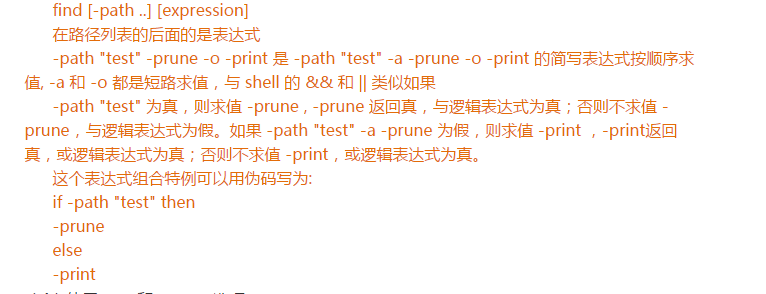 find [-path ..] [expression]
在路径列表的后面的是表达式
-path "test" -prune -o -print 是 -path "test" -a -prune -o -print 的简写表达式按顺序求
值, -a 和 -o 都是短路求值，与 shell 的 && 和 || 类似如果
-path "test" 为真，则求值 -prune , -prune 返回真，与逻辑表达式为真；否则不求值 -
prune，与逻辑表达式为假。如果 -path "test" -a -prune 为假，则求值 -print ，-print返回
真，或逻辑表达式为真；否则不求值 -print，或逻辑表达式为真。
这个表达式组合特例可以用伪码写为:
if -path "test" then
-prune
else
-print